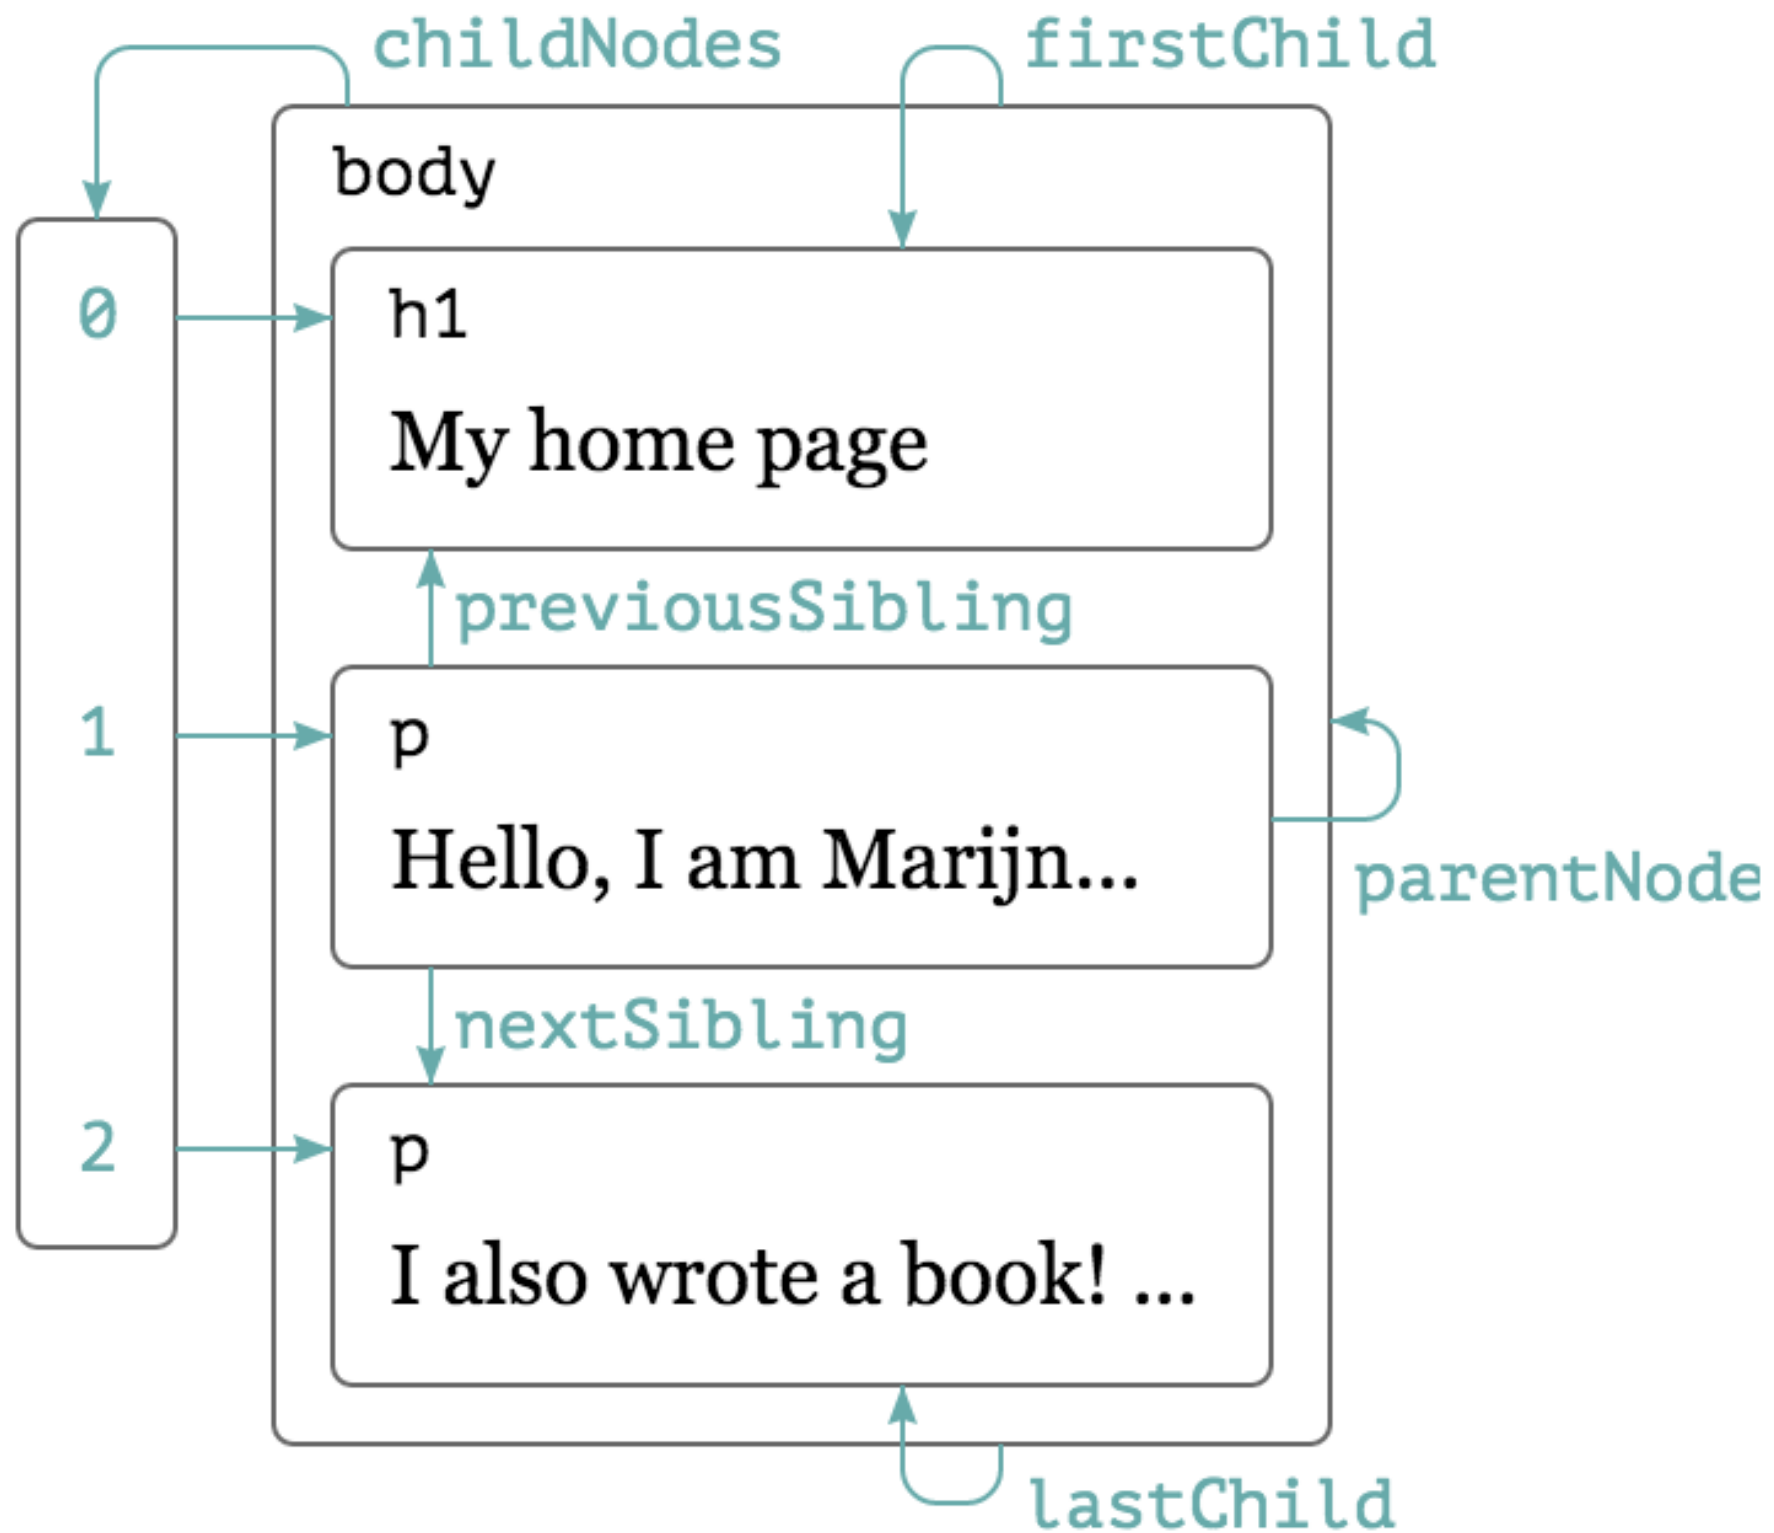 childNodes
firstChild
body
0
h1
My home page
previousSibling
1
p
Hello, I am Marijn...
parentNode
nextSibling
2
p
I also wrote a book! ...
lastChild